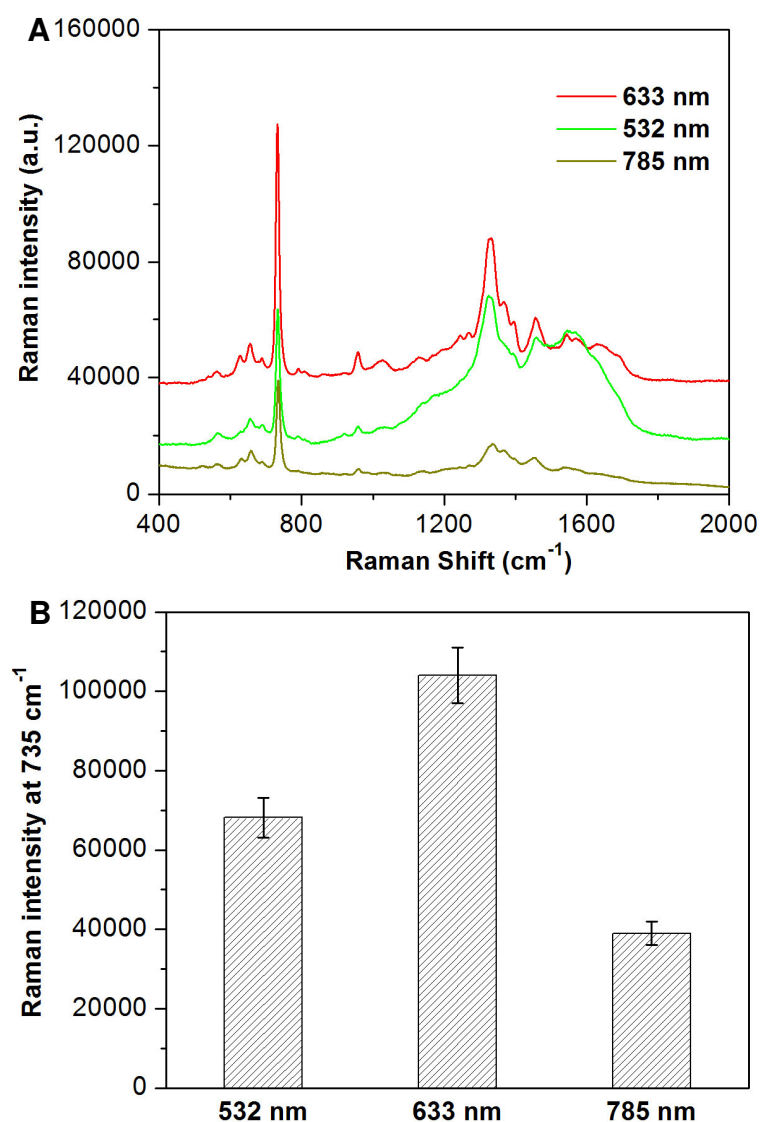 A
160000
120000
80000
40000
0
Raman intensity (a.u.)
633 nm
532 nm
785 nm
400 800 1200 1600 2000
Raman Shift (cm⁻¹)
B
120000
100000
80000
60000
40000
20000
0
Raman intensity at 735 cm⁻¹
532 nm 633 nm 785 nm